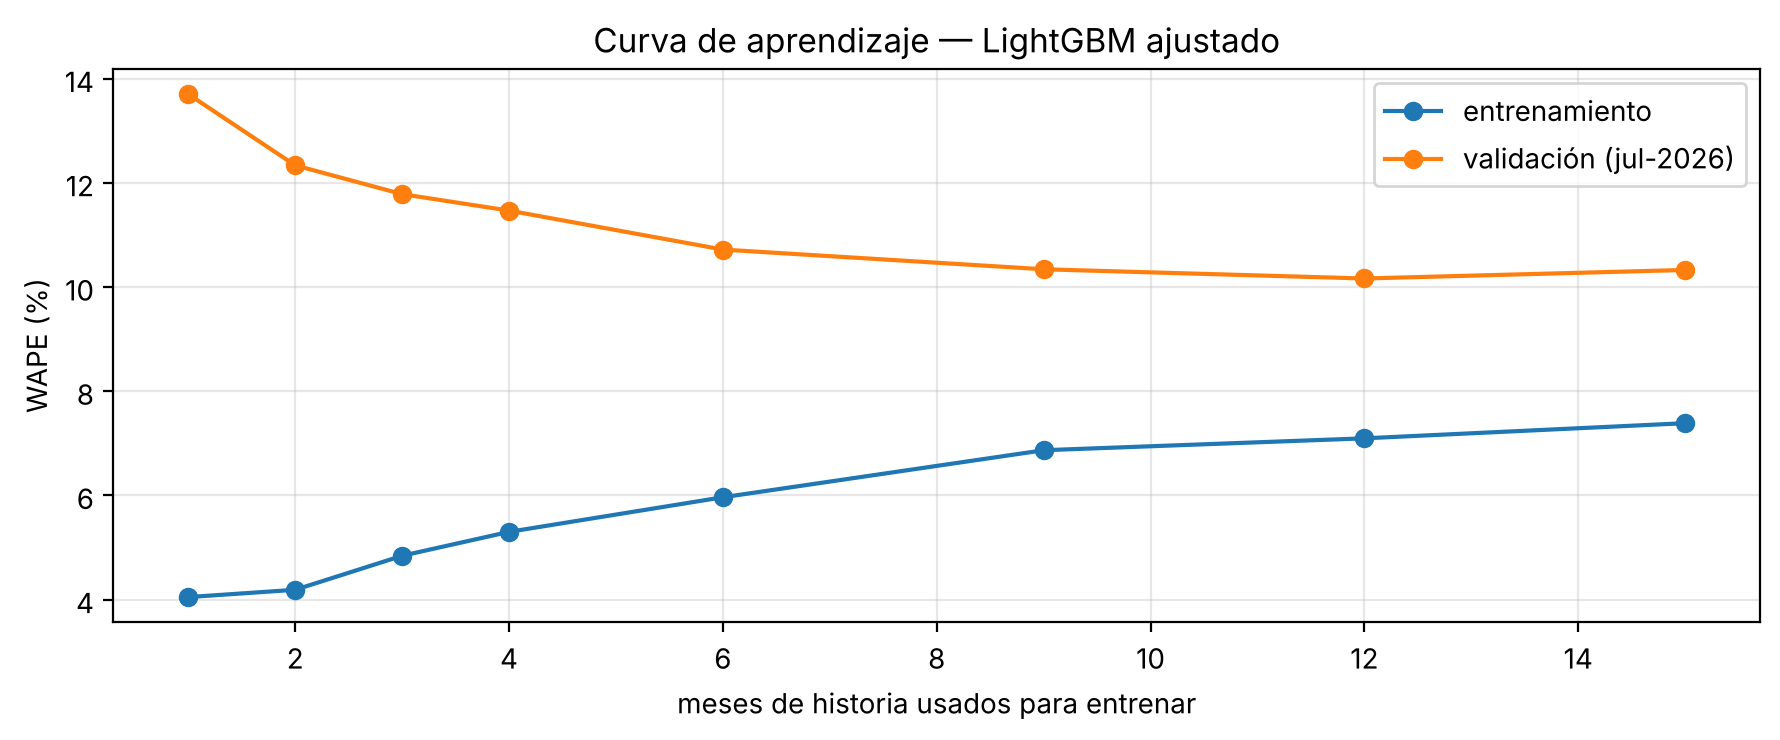 Curva de aprendizaje — LightGBM ajustado
entrenamiento
validación (jul-2026)
WAPE (%)
14
12
10
8
6
4
2 4 6 8 10 12 14
meses de historia usados para entrenar